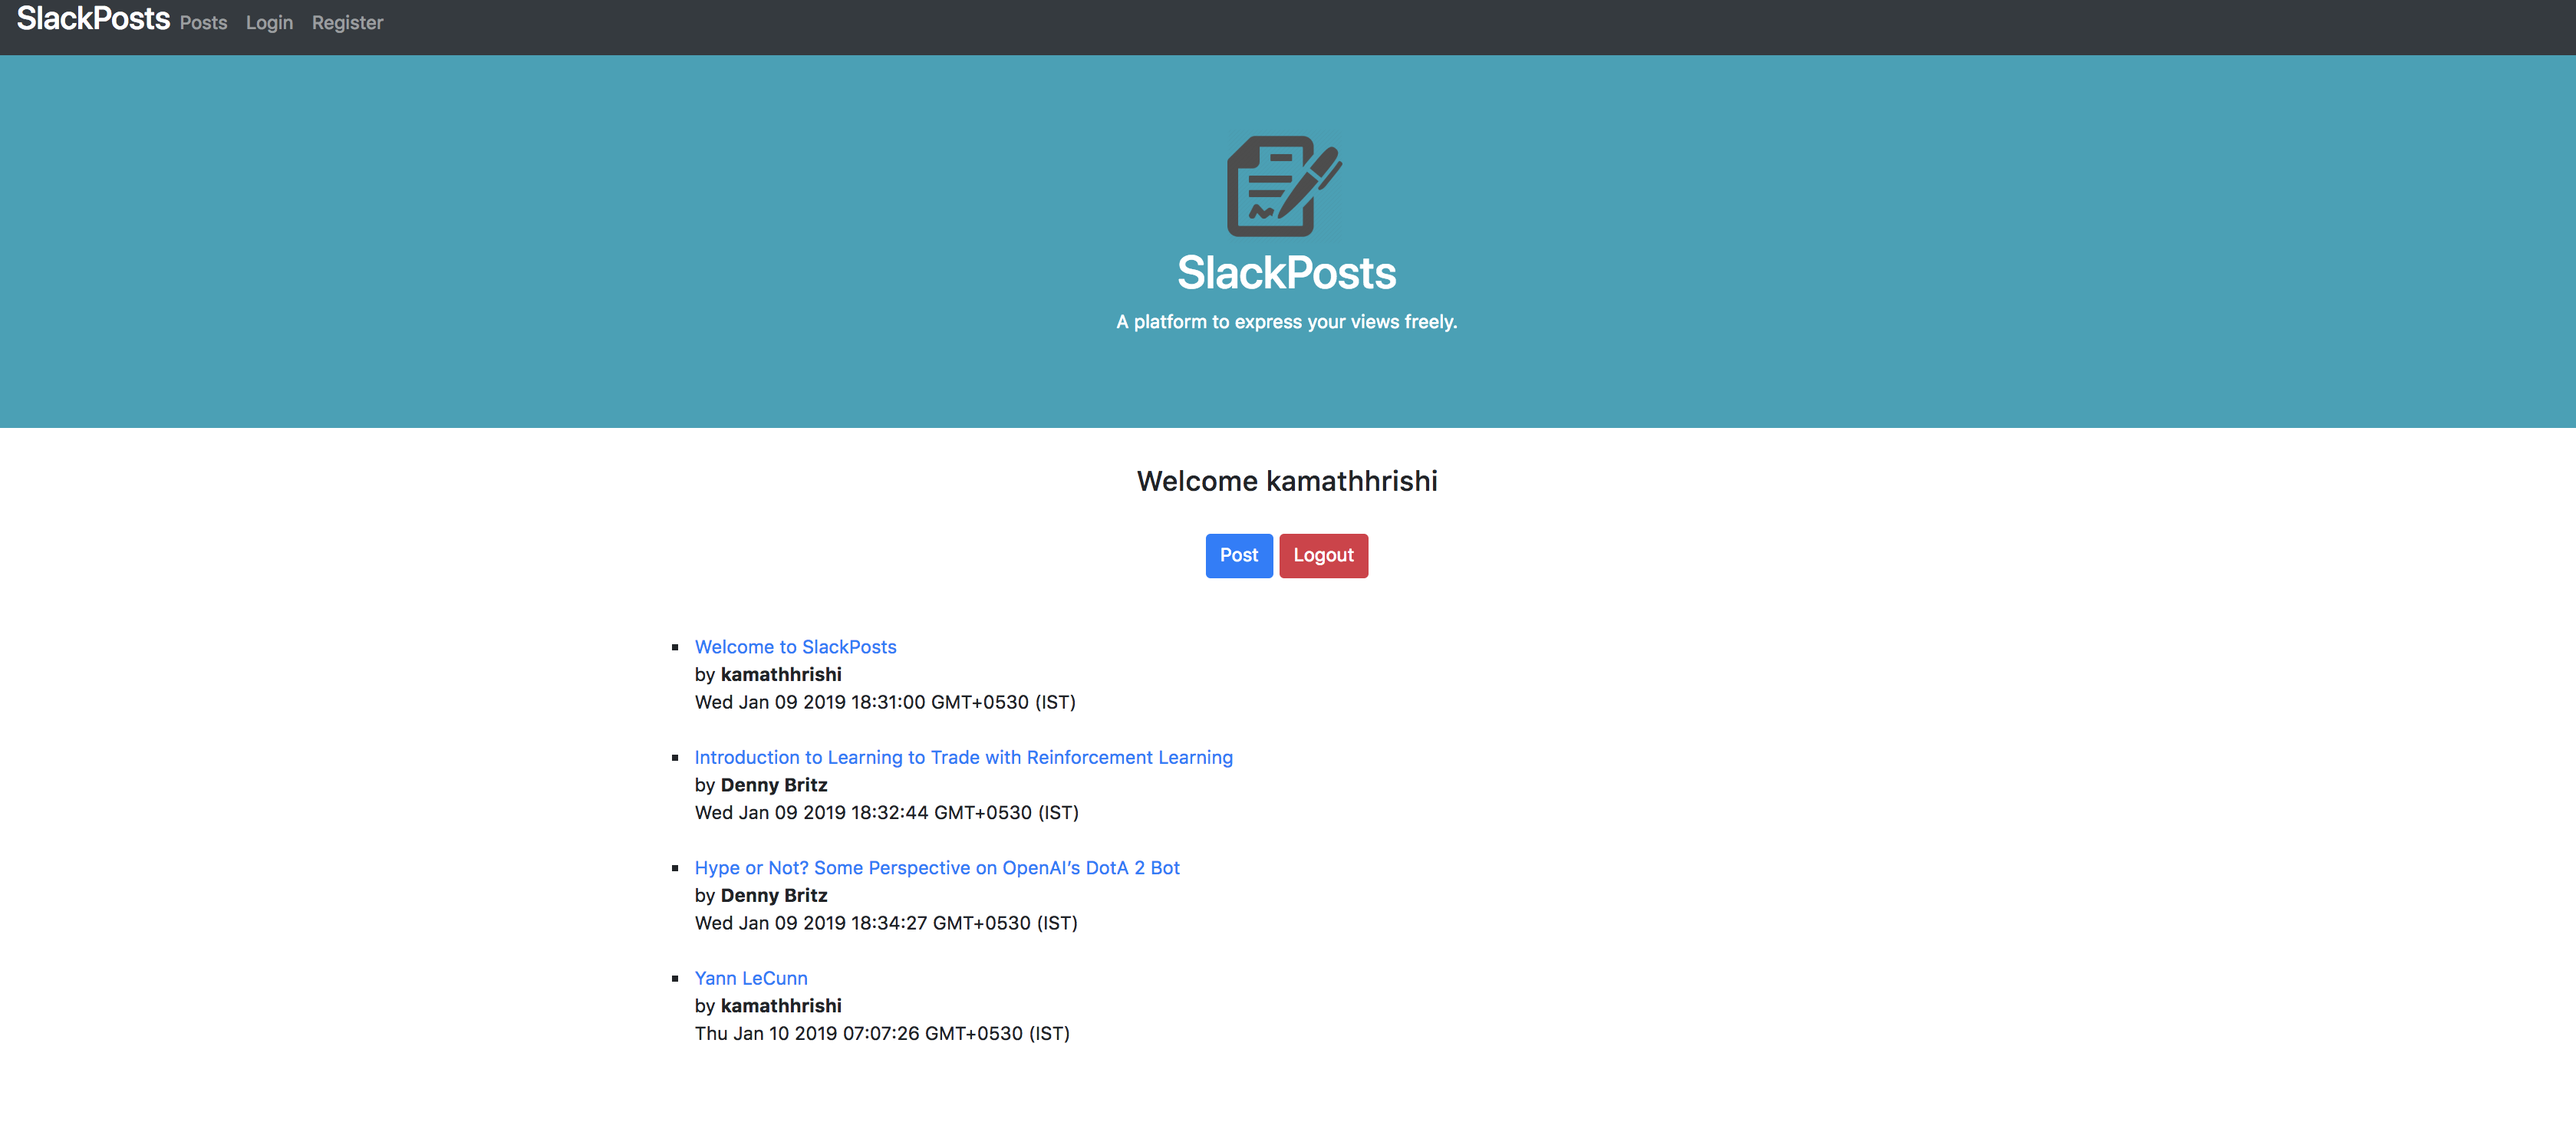 SlackPosts Posts Login Register
SlackPosts
A platform to express your views freely.
Welcome kamathhrishi
Post Logout
Welcome to SlackPosts
by kamathhrishi
Wed Jan 09 2019 18:31:00 GMT+0530 (IST)
Introduction to Learning to Trade with Reinforcement Learning
by Denny Britz
Wed Jan 09 2019 18:32:44 GMT+0530 (IST)
Hype or Not? Some Perspective on OpenAI’s DotA 2 Bot
by Denny Britz
Wed Jan 09 2019 18:34:27 GMT+0530 (IST)
Yann LeCunn
by kamathhrishi
Thu Jan 10 2019 07:07:26 GMT+0530 (IST)